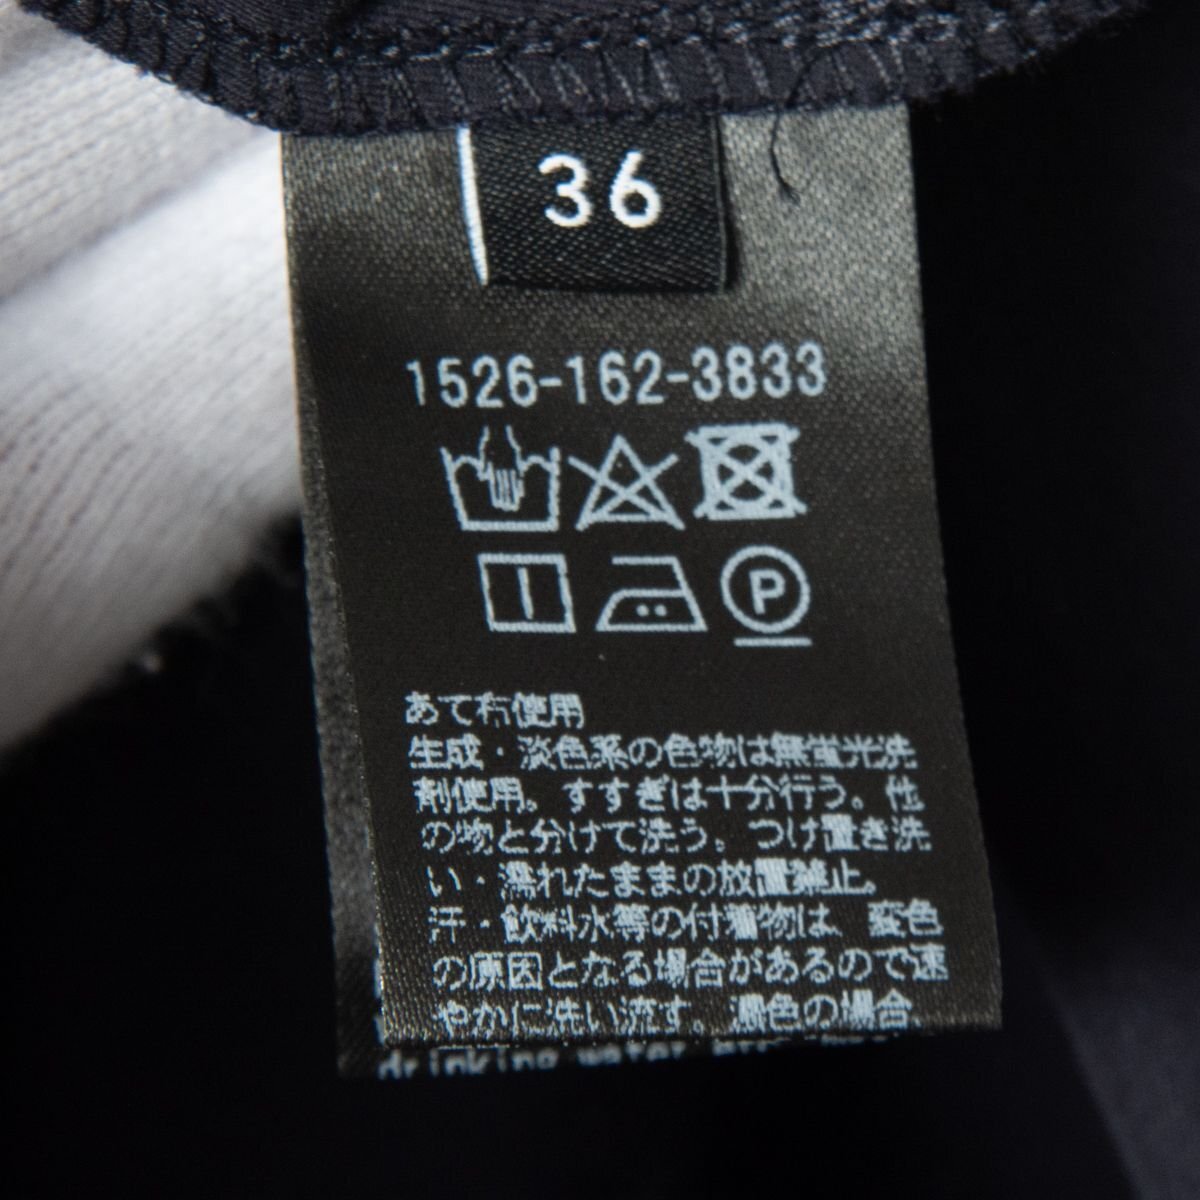 36
1526-162-3833
P
あて布使用
生成・淡色系の色物は無蛍光洗
剤使用。すすぎは十分行う。他
の物と分けて洗う。つけ置き洗
い・濡れたままの放置禁止。
汗・飲料水等の付着物は、変色
の原因となる場合があるので速
やかに洗い流す。濃色の場合、
drinking water